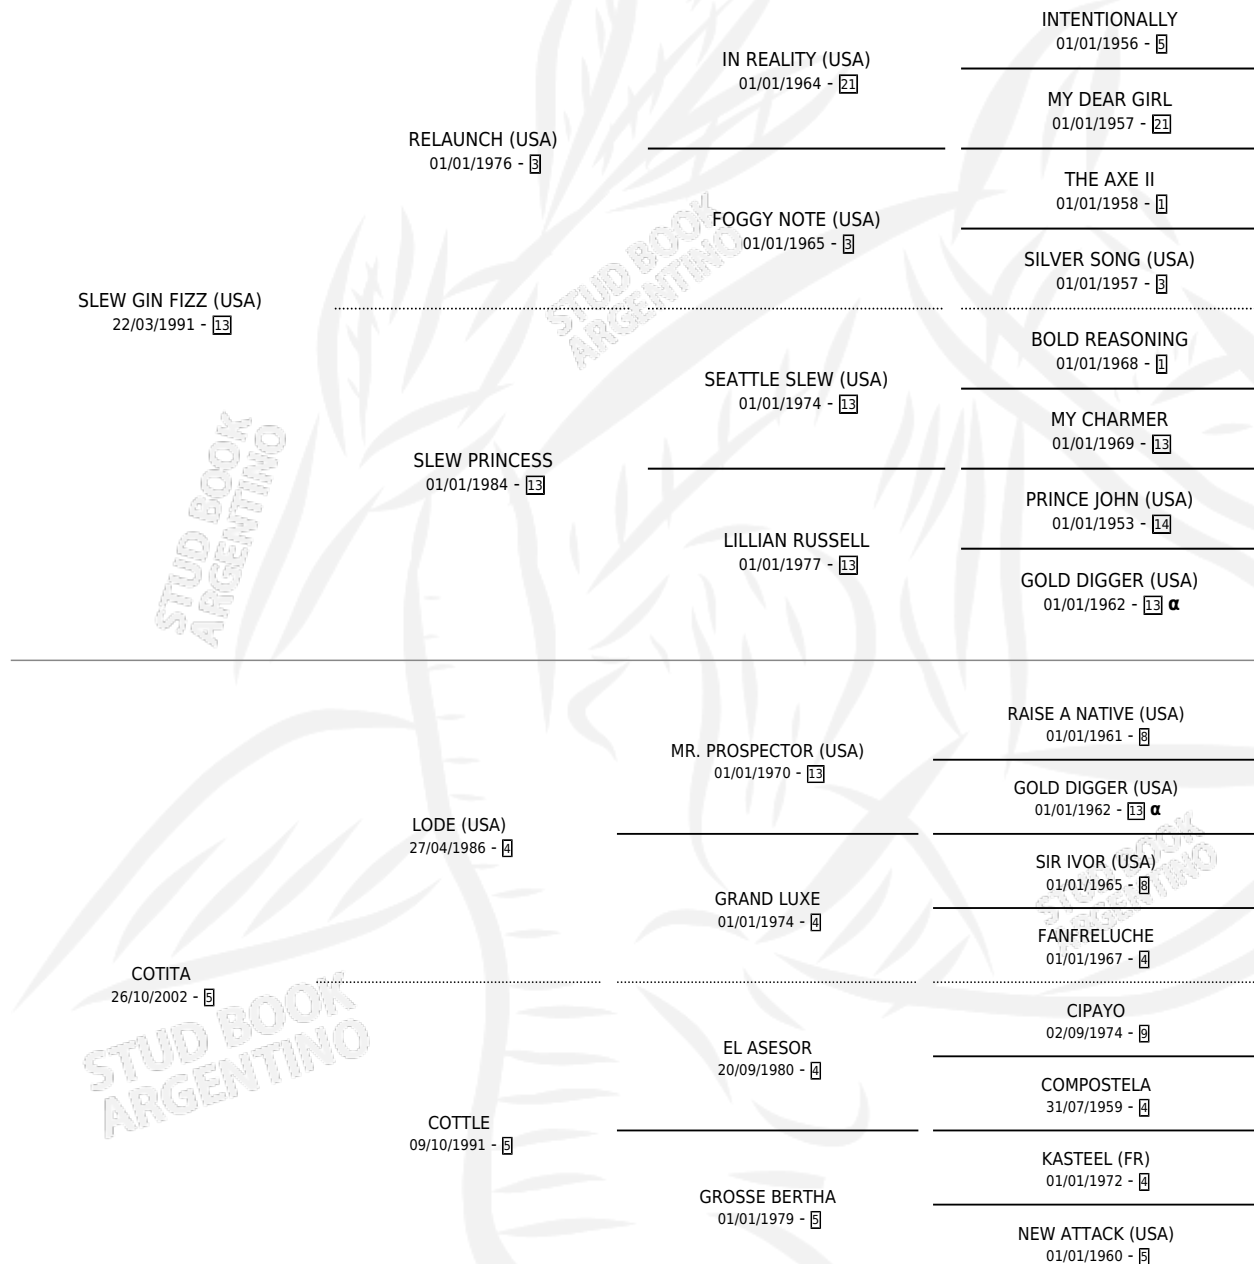 INTENTIONALLY
01/01/1956 - 5
IN REALITY (USA)
01/01/1964 - 21
MY DEAR GIRL
01/01/1957 - 21
RELAUNCH (USA)
01/01/1976 - 3
THE AXE II
01/01/1958 - 1
FOGGY NOTE (USA)
01/01/1965 - 3
SILVER SONG (USA)
01/01/1957 - 3
SLEW GIN FIZZ (USA)
22/03/1991 - 13
BOLD REASONING
01/01/1968 - 1
SEATTLE SLEW (USA)
01/01/1974 - 13
MY CHARMER
01/01/1969 - 13
SLEW PRINCESS
01/01/1984 - 13
PRINCE JOHN (USA)
01/01/1953 - 14
LILLIAN RUSSELL
01/01/1977 - 13
GOLD DIGGER (USA)
01/01/1962 - 13 α
RAISE A NATIVE (USA)
01/01/1961 - 8
MR. PROSPECTOR (USA)
01/01/1970 - 13
GOLD DIGGER (USA)
01/01/1962 - 13 α
LODE (USA)
27/04/1986 - 4
SIR IVOR (USA)
01/01/1965 - 8
GRAND LUXE
01/01/1974 - 4
FANFRELUCHE
01/01/1967 - 4
COTITA
26/10/2002 - 5
CIPAYO
02/09/1974 - 9
EL ASESOR
20/09/1980 - 4
COMPOSTELA
31/07/1959 - 4
COTTLE
09/10/1991 - 5
KASTEEL (FR)
01/01/1972 - 4
GROSSE BERTHA
01/01/1979 - 5
NEW ATTACK (USA)
01/01/1960 - 5
STUD BOOK
ARGENTINO
STUD BOOK
ARGENTINO
STUD BOOK
ARGENTINO
STUD BOOK
ARGENTINO